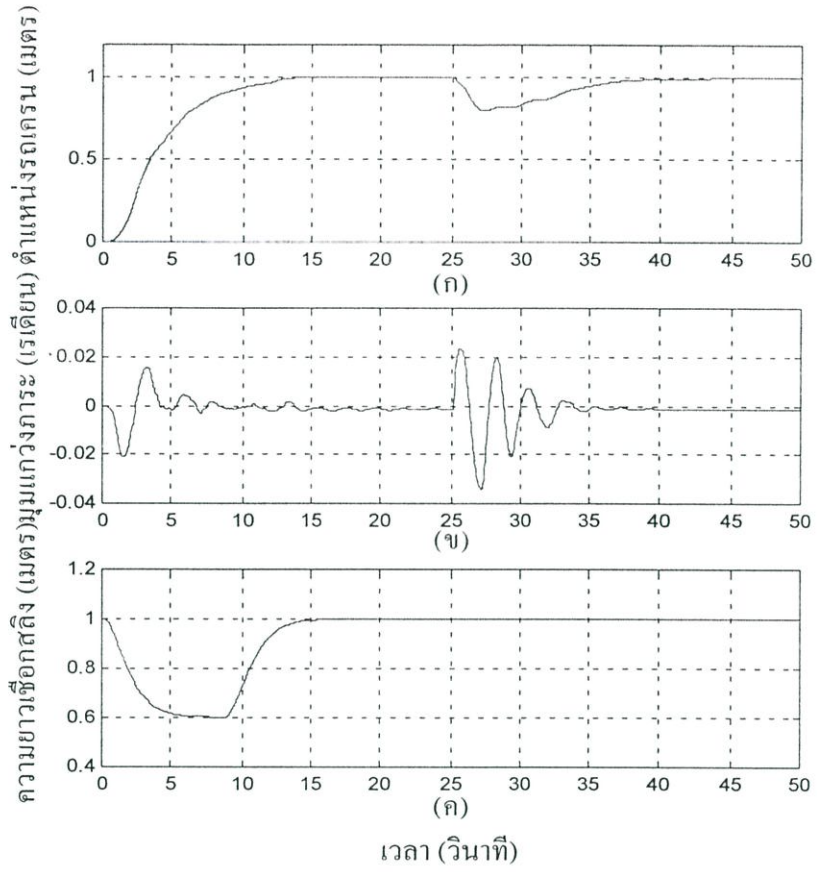 ตำแหน่งรถเครน (เมตร)
1
0.5
0
0 5 10 15 20 25 30 35 40 45 50
(ก)
มุมแกว่งภาระ (เรเดียน)
0.04
0.02
0
-0.02
-0.04
0 5 10 15 20 25 30 35 40 45 50
(ข)
ความยาวเชือกสลิง (เมตร)
1.2
1
0.8
0.6
0.4
0 5 10 15 20 25 30 35 40 45 50
(ค)
เวลา (วินาที)